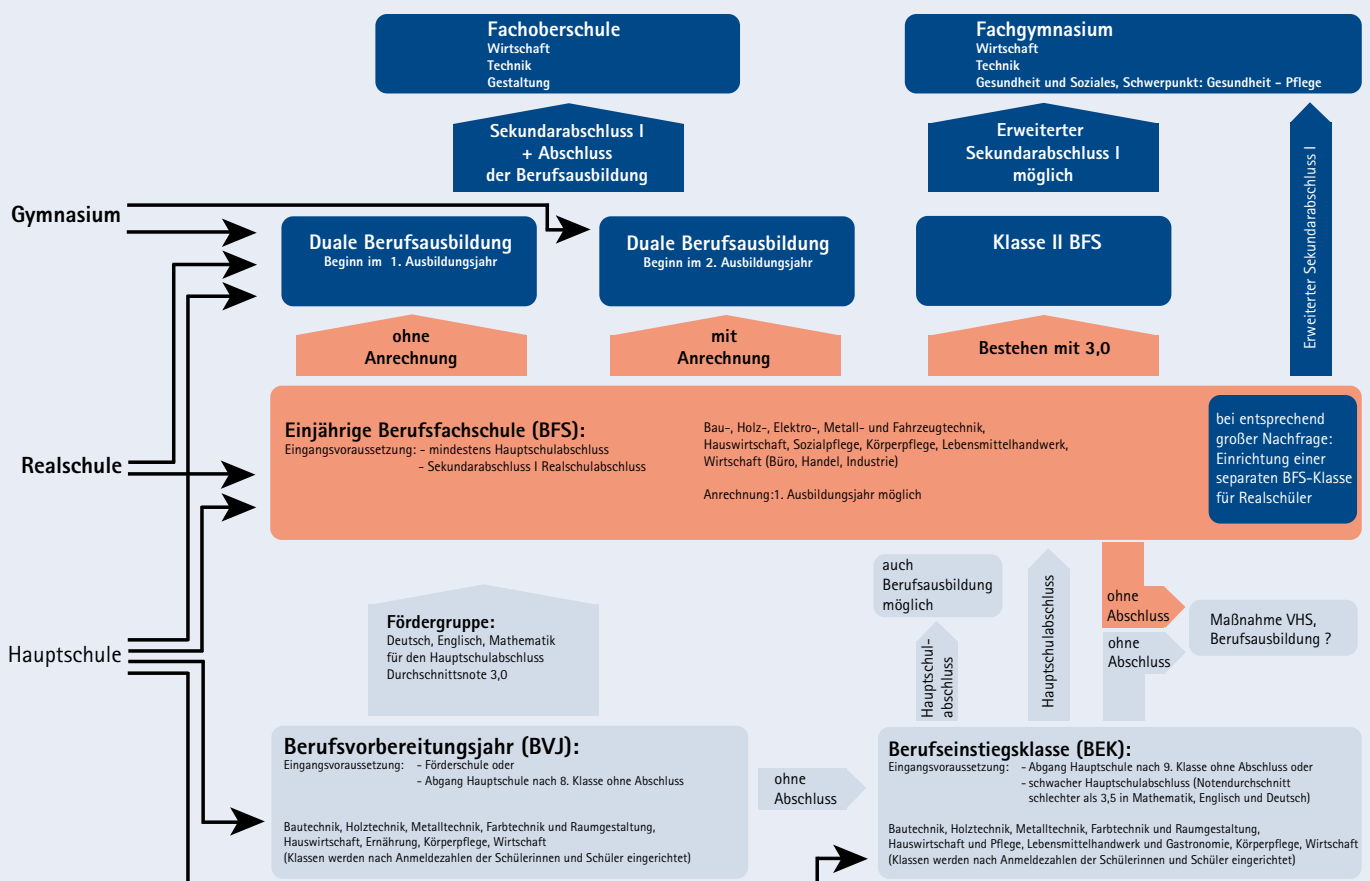 Fachoberschule
Wirtschaft
Technik
Gestaltung
Fachgymnasium
Wirtschaft
Technik
Gesundheit und Soziales, Schwerpunkt: Gesundheit - Pflege
Sekundarabschluss I
+ Abschluss
der Berufsausbildung
Erweiterter
Sekundarabschluss I
möglich
Erweiterter Sekundarabschluss I
Gymnasium
Duale Berufsausbildung
Beginn im 1. Ausbildungsjahr
Duale Berufsausbildung
Beginn im 2. Ausbildungsjahr
Klasse II BFS
ohne
Anrechnung
mit
Anrechnung
Bestehen mit 3,0
Realschule
Einjährige Berufsfachschule (BFS):
Eingangsvoraussetzung: - mindestens Hauptschulabschluss
- Sekundarabschluss I Realschulabschluss
Bau-, Holz-, Elektro-, Metall- und Fahrzeugtechnik,
Hauswirtschaft, Sozialpflege, Körperpflege, Lebensmittelhandwerk,
Wirtschaft (Büro, Handel, Industrie)
Anrechnung:1. Ausbildungsjahr möglich
bei entsprechend
großer Nachfrage:
Einrichtung einer
separaten BFS-Klasse
für Realschüler
Hauptschule
Fördergruppe:
Deutsch, Englisch, Mathematik
für den Hauptschulabschluss
Durchschnittsnote 3,0
auch
Berufsausbildung
möglich
Hauptschul-
abschluss
Hauptschulabschluss
ohne
Abschluss
ohne
Abschluss
Maßnahme VHS,
Berufsausbildung ?
Berufsvorbereitungsjahr (BVJ):
Eingangsvoraussetzung: - Förderschule oder
- Abgang Hauptschule nach 8. Klasse ohne Abschluss
Bautechnik, Holztechnik, Metalltechnik, Farbtechnik und Raumgestaltung,
Hauswirtschaft, Ernährung, Körperpflege, Wirtschaft
(Klassen werden nach Anmeldezahlen der Schülerinnen und Schüler eingerichtet)
ohne
Abschluss
Berufseinstiegsklasse (BEK):
Eingangsvoraussetzung: - Abgang Hauptschule nach 9. Klasse ohne Abschluss oder
- schwacher Hauptschulabschluss (Notendurchschnitt
schlechter als 3,5 in Mathematik, Englisch und Deutsch)
Bautechnik, Holztechnik, Metalltechnik, Farbtechnik und Raumgestaltung,
Hauswirtschaft und Pflege, Lebensmittelhandwerk und Gastronomie, Körperpflege, Wirtschaft
(Klassen werden nach Anmeldezahlen der Schülerinnen und Schüler eingerichtet)